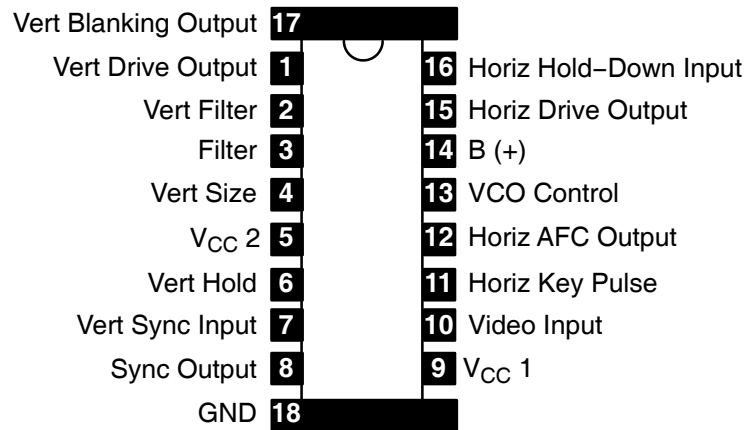 Vert Blanking Output 17
Vert Drive Output 1 16 Horiz Hold–Down Input
Vert Filter 2 15 Horiz Drive Output
Filter 3 14 B (+)
Vert Size 4 13 VCO Control
VCC 2 5 12 Horiz AFC Output
Vert Hold 6 11 Horiz Key Pulse
Vert Sync Input 7 10 Video Input
Sync Output 8 9 VCC 1
GND 18